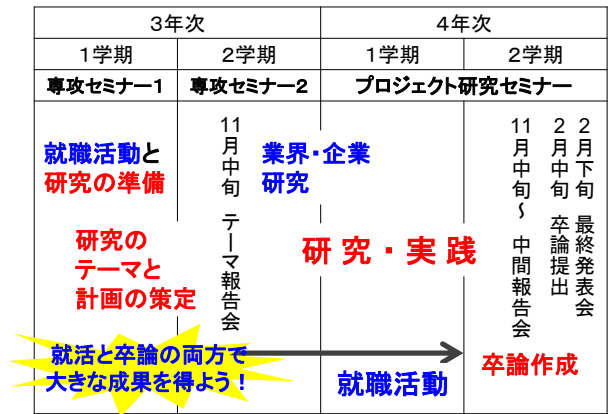 3年次
4年次
1学期
2学期
1学期
2学期
専攻セミナー1
専攻セミナー2
プロジェクト研究セミナー
就職活動と
研究の準備
研究の
テーマと
計画の策定
11月中旬 テーマ報告会
業界・企業
研究
研究・実践
11月中旬~ 中間報告会
2月下旬 最終発表会
2月中旬 卒論提出
就活と卒論の両方で
大きな成果を得よう!
就職活動
卒論作成